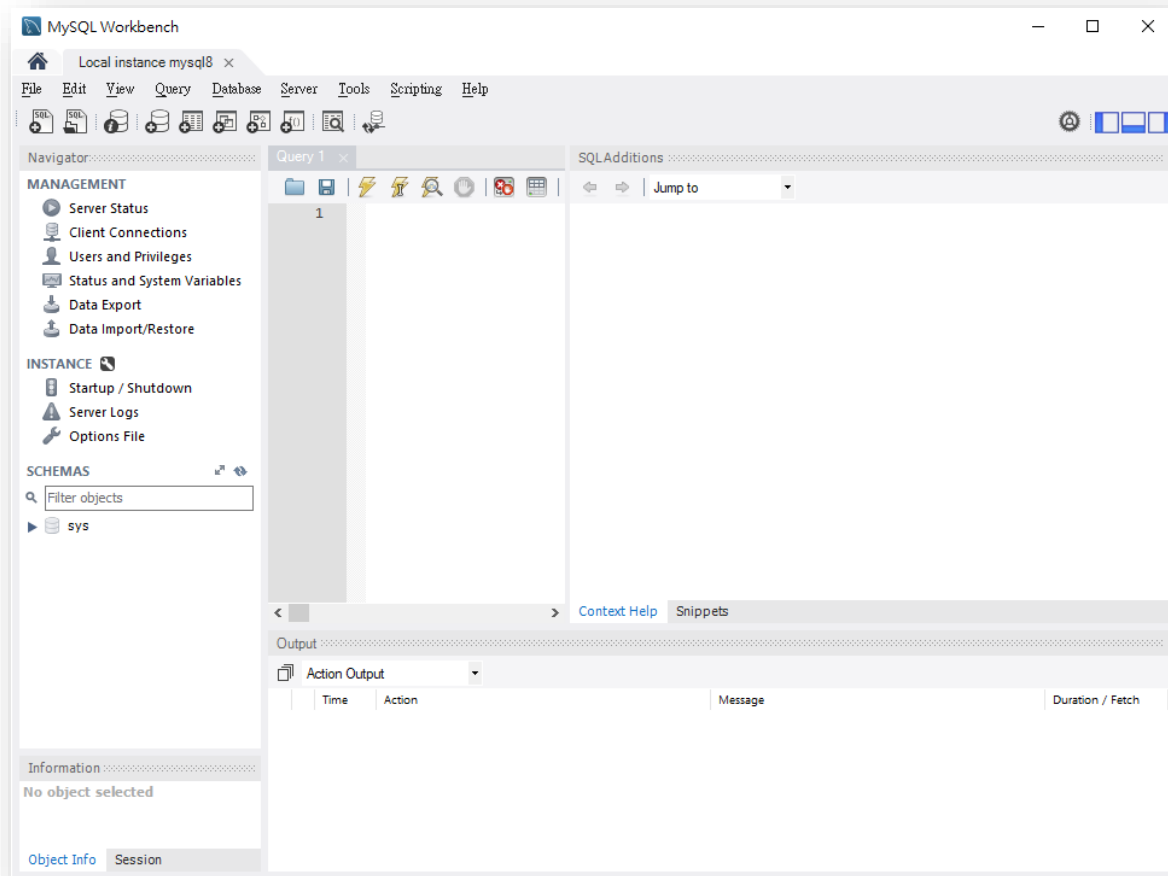 MySQL Workbench
Local instance mysql8
File Edit View Query Database Server Tools Scripting Help
SQL SQL
Navigator
MANAGEMENT
Server Status
Client Connections
Users and Privileges
Status and System Variables
Data Export
Data Import/Restore
INSTANCE
Startup / Shutdown
Server Logs
Options File
SCHEMAS
Filter objects
sys
Information
No object selected
Object Info Session
Query 1
1
SQLAdditions
Jump to
Context Help Snippets
Output
Action Output
Time Action Message Duration / Fetch